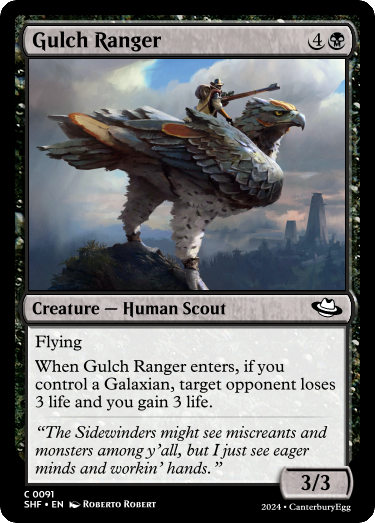 Gulch Ranger 4
Creature — Human Scout
Flying
When Gulch Ranger enters, if you
control a Galaxian, target opponent loses
3 life and you gain 3 life.
“The Sidewinders might see miscreants and
monsters among y’all, but I just see eager
minds and workin’ hands.”
3/3
C 0091
SHF • EN Roberto Robert
2024 • CanterburyEgg